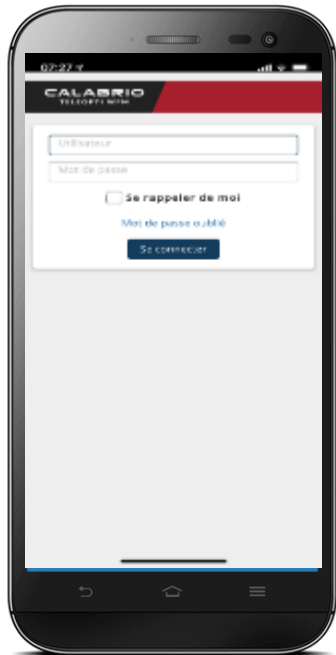 07:27
CALABRIO
TELEOPTI WFM
Utilisateur
Mot de passe
Se rappeler de moi
Mot de passe oublié
Se connecter